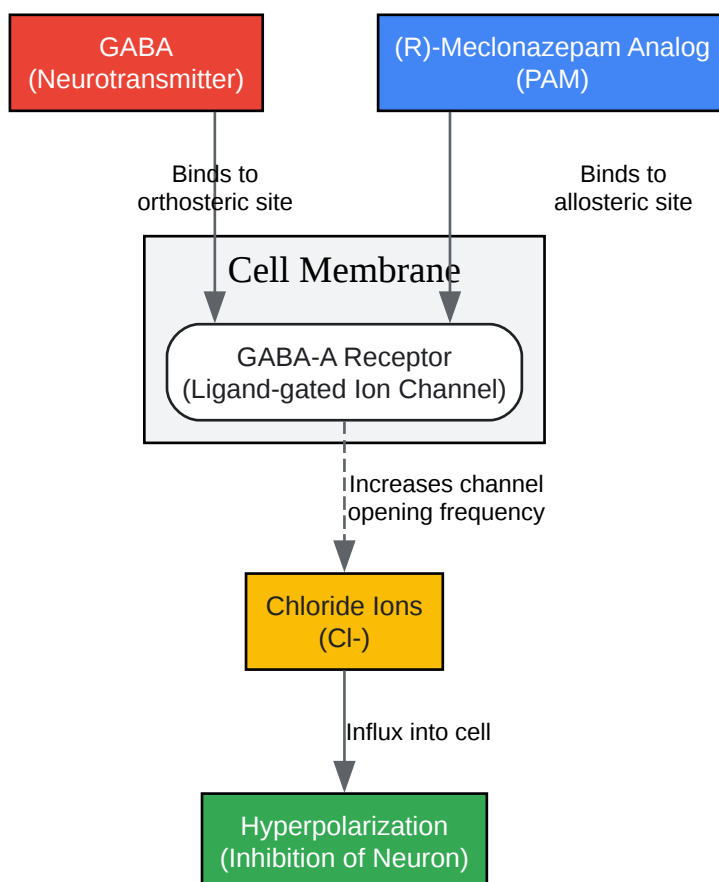 GABA
(Neurotransmitter)
(R)-Meclonazepam Analog
(PAM)
Binds to
orthosteric site
Binds to
allosteric site
Cell Membrane
GABA-A Receptor
(Ligand-gated Ion Channel)
Increases channel
opening frequency
Chloride Ions
(Cl-)
Influx into cell
Hyperpolarization
(Inhibition of Neuron)